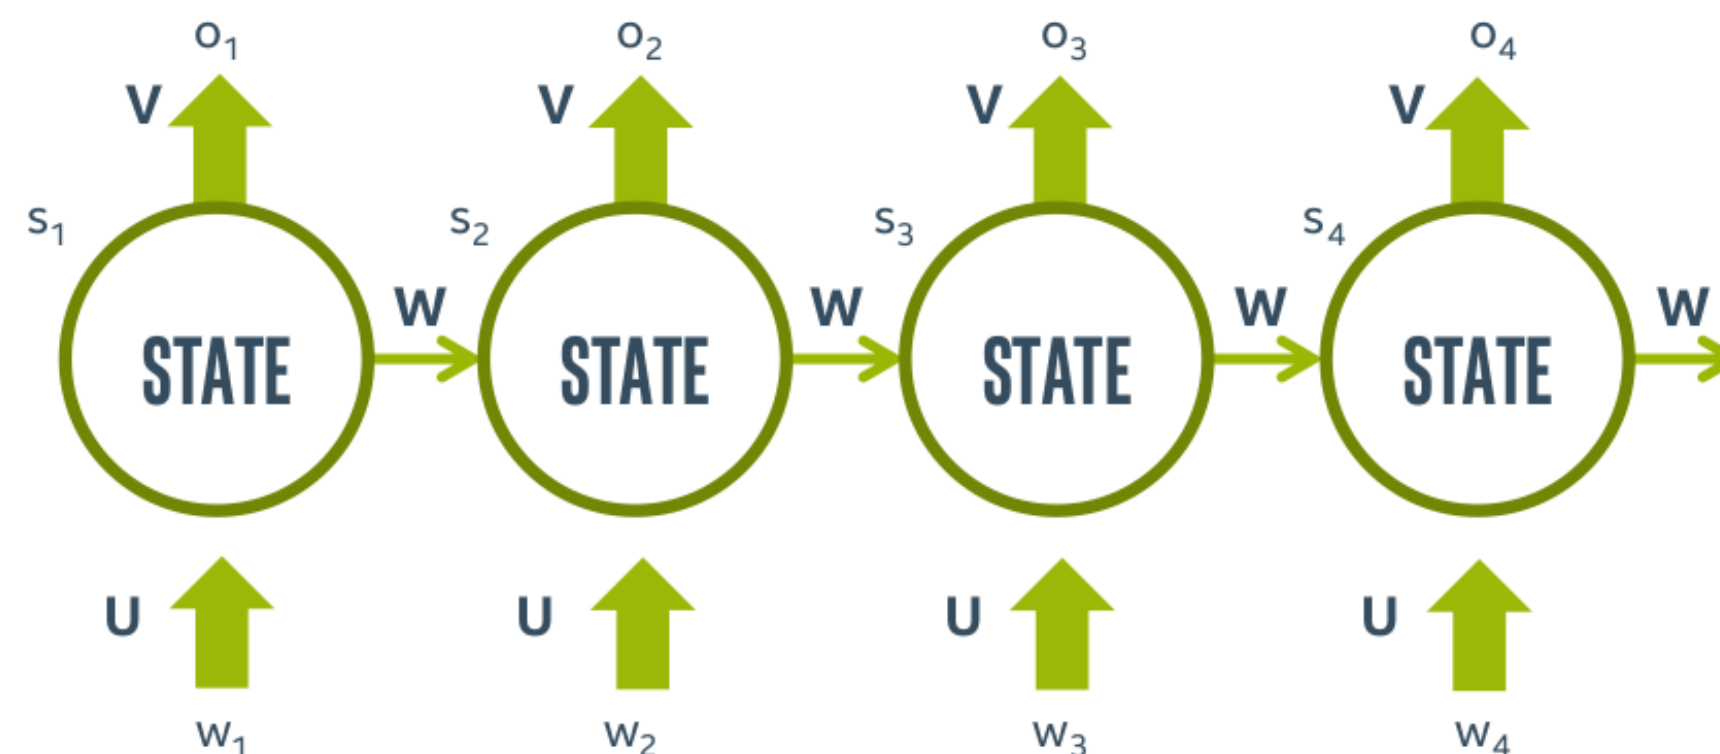 o₁ o₂ o₃ o₄
V V V V
s₁ s₂ s₃ s₄
W W W W
STATE STATE STATE STATE
U U U U
w₁ w₂ w₃ w₄